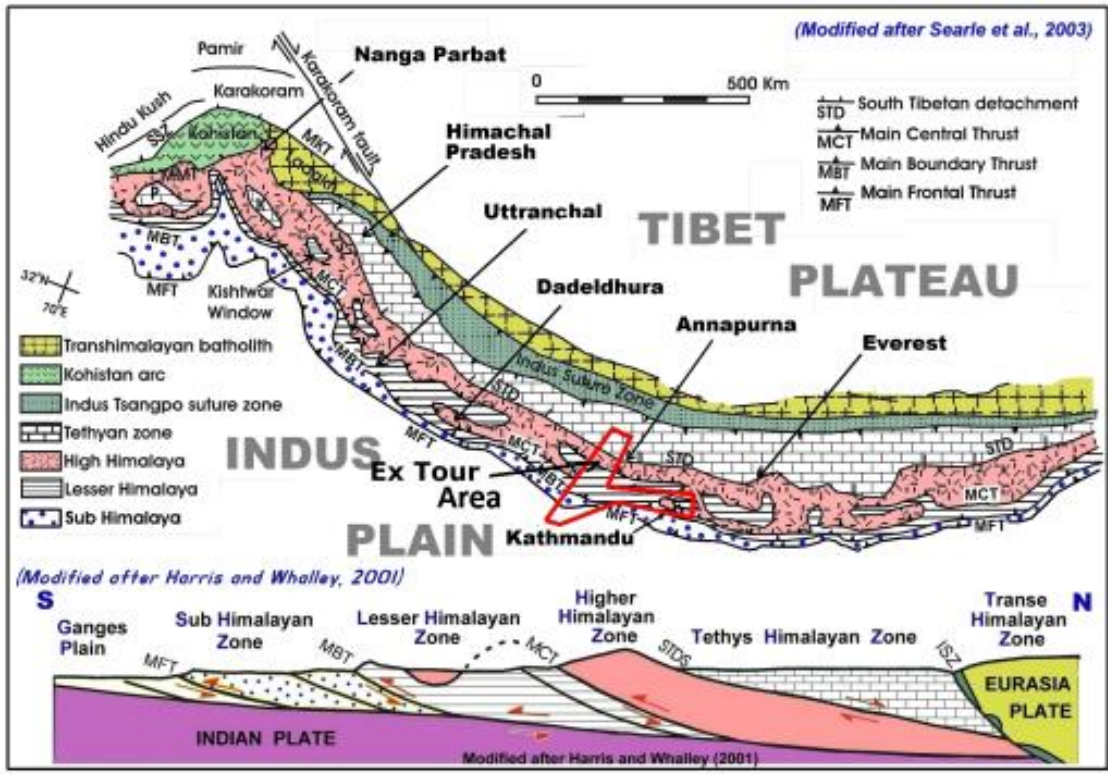 (Modified after Searle et al., 2003)
Pamir
Nanga Parbat
Karakoram
Karakoram fault
0 500 Km
Hindu Kush
SSZ
Kohistan
MKT
Himachal
Pradesh
Ladakh
STD South Tibetan detachment
MCT Main Central Thrust
MBT Main Boundary Thrust
MFT Main Frontal Thrust
P
K
Uttranchal
TIBET
PLATEAU
MBT
MFT
MCT
32°N
70°E
Kishtwar
Window
Dadeldhura
Annapurna
Everest
Transhimalayan batholith
Kohistan arc
Indus Tsangpo suture zone
Tethyan zone
High Himalaya
Lesser Himalaya
Sub Himalaya
MBT
Indus Suture Zone
STD
MFT
MCT
STD
STD
INDUS
PLAIN
Ex Tour
Area
MBT
MCT
MFT
MFT
Kathmandu
(Modified after Harris and Whalley, 2001)
S
N
Ganges
Plain
Sub Himalayan
Zone
Lesser Himalayan
Zone
Higher
Himalayan
Zone
Tethys Himalayan Zone
Transe
Himalayan
Zone
MFT
MBT
MCT
STDS
ISZ
EURASIA
PLATE
INDIAN PLATE
Modified after Harris and Whalley (2001)